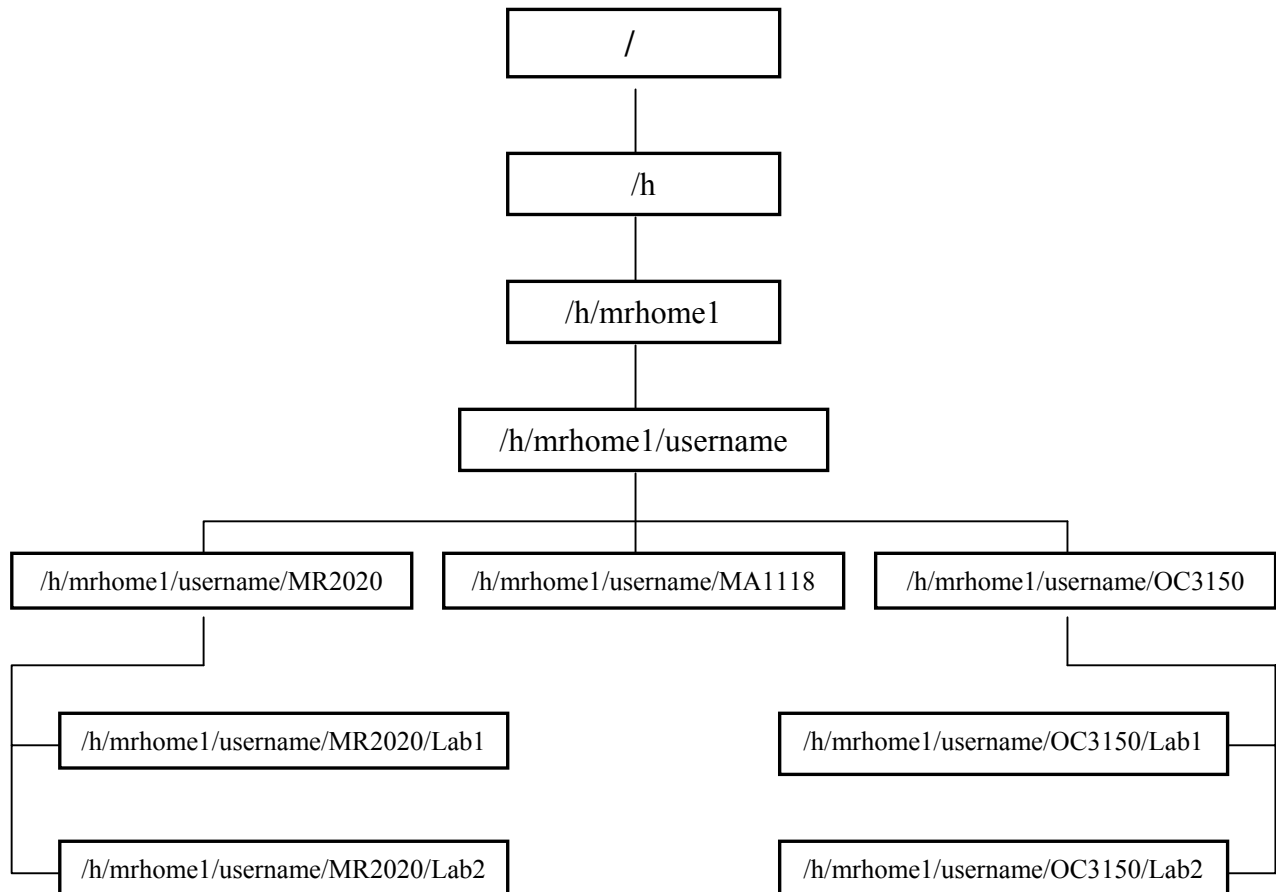 /
/h
/h/mrhome1
/h/mrhome1/username
/h/mrhome1/username/MR2020
/h/mrhome1/username/MA1118
/h/mrhome1/username/OC3150
/h/mrhome1/username/MR2020/Lab1
/h/mrhome1/username/OC3150/Lab1
/h/mrhome1/username/MR2020/Lab2
/h/mrhome1/username/OC3150/Lab2